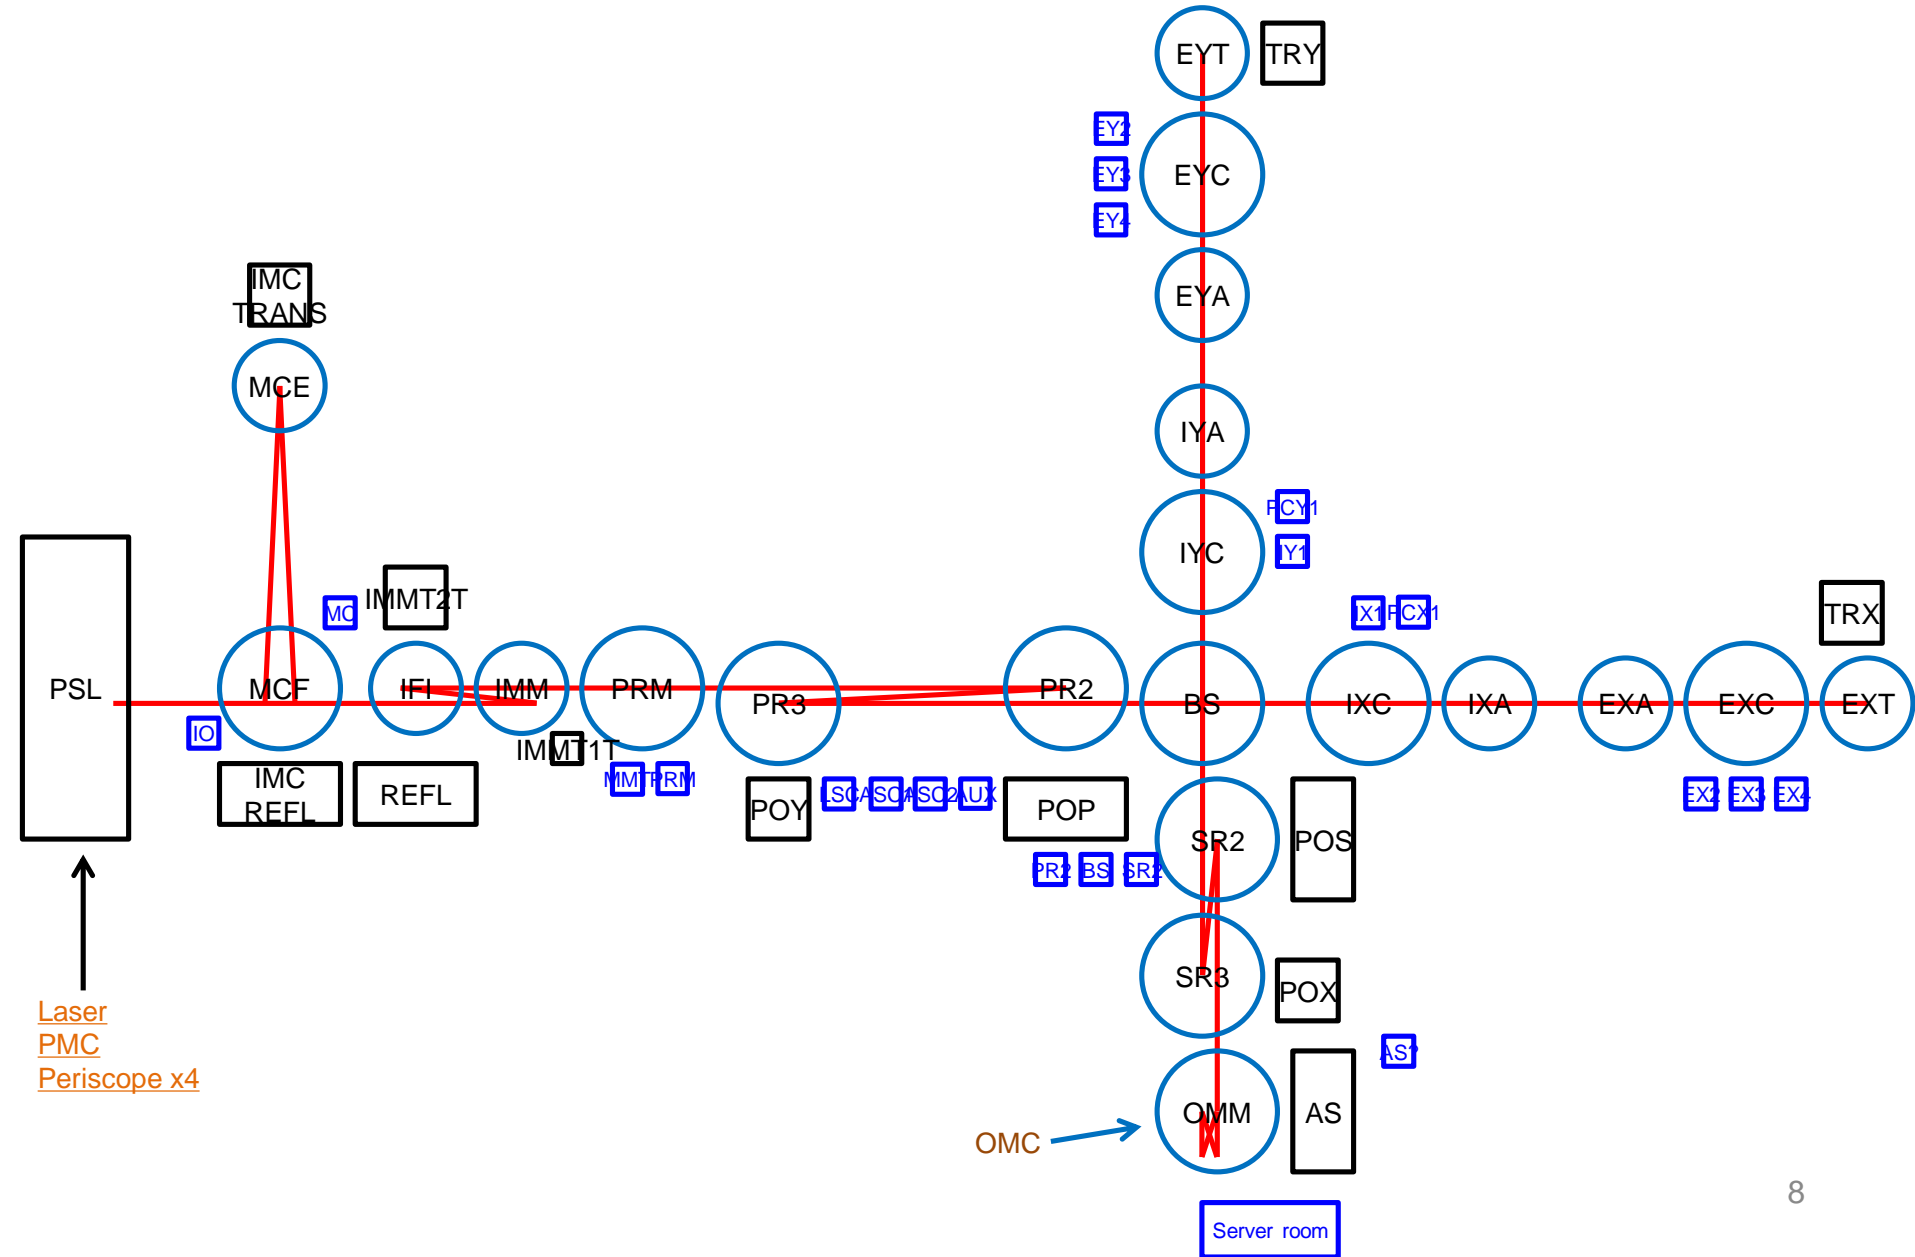 EYT
TRY
EY2
EY3
EYC
EY4
IMC
TRANS
EYA
MCE
IYA
PCY1
IYC
IY1
MC
IMMT2T
IX1
PCX1
TRX
PSL
MCF
IFI
IMM
PRM
PR3
PR2
BS
IXC
IXA
EXA
EXC
EXT
IO
IMMT1T
IMC
REFL
REFL
MMT
PRM
POY
LSC
ASC1
ASC2
AUX
POP
SR2
POS
EX2
EX3
EX4
PR2
BS
SR2
SR3
POX
Laser
PMC
Periscope x4
AS?
OMM
AS
OMC
8
Server room